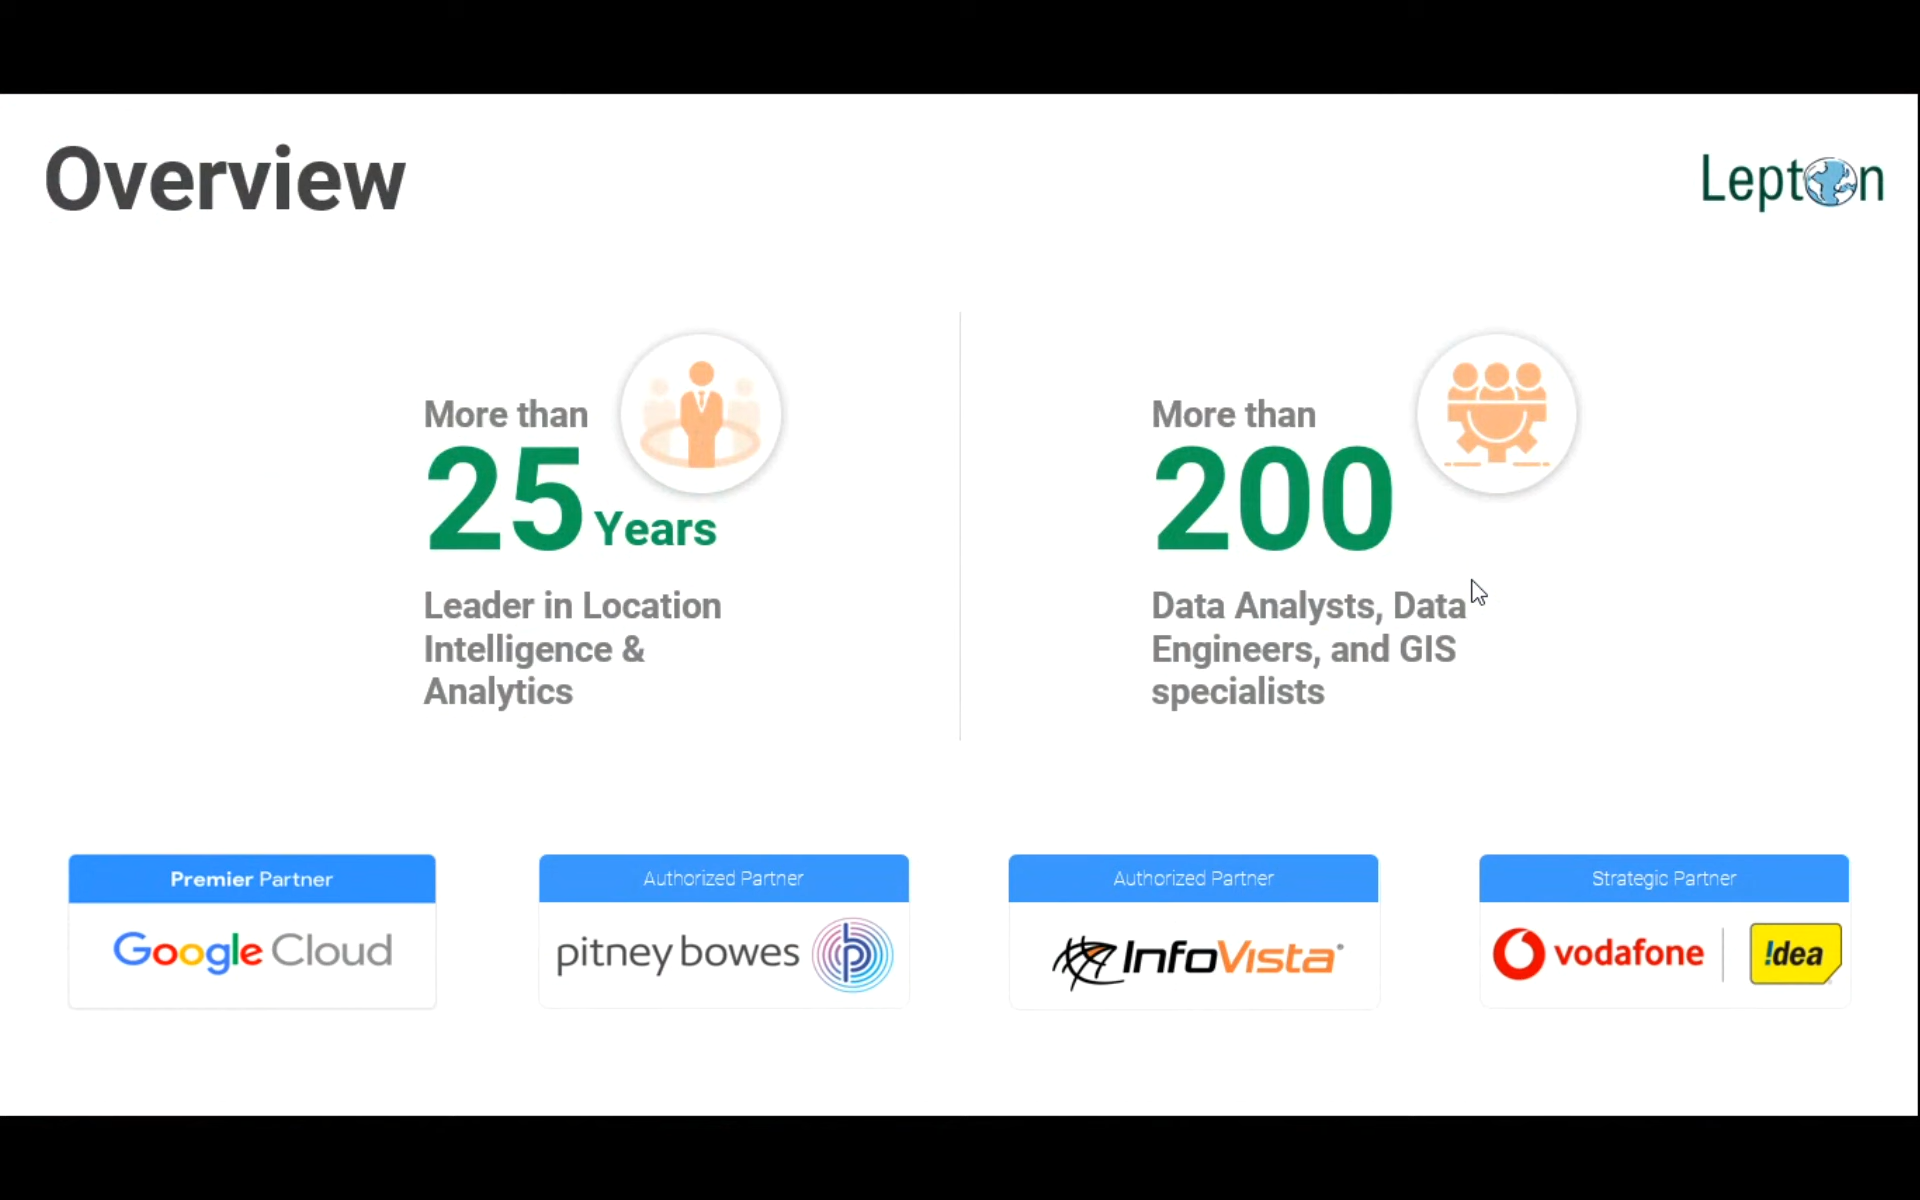 Overview
Lepton
More than
25 Years
Leader in Location
Intelligence &
Analytics
More than
200
Data Analysts, Data
Engineers, and GIS
specialists
Premier Partner
Google Cloud
Authorized Partner
pitney bowes
Authorized Partner
InfoVista
Strategic Partner
vodafone
!dea